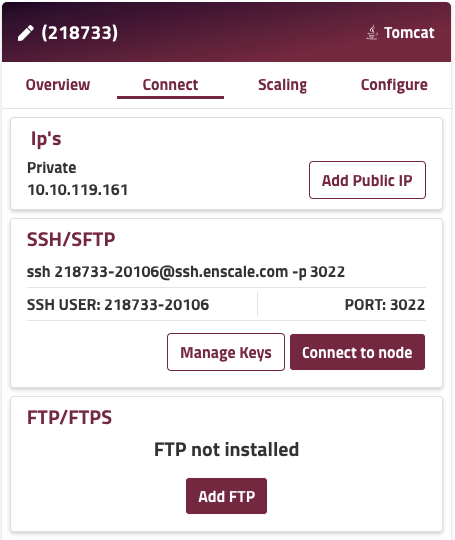 (218733) Tomcat
Overview Connect Scaling Configure
Ip's
Private
10.10.119.161
Add Public IP
SSH/SFTP
ssh 218733-20106@ssh.enscale.com -p 3022
SSH USER: 218733-20106 PORT: 3022
Manage Keys Connect to node
FTP/FTPS
FTP not installed
Add FTP